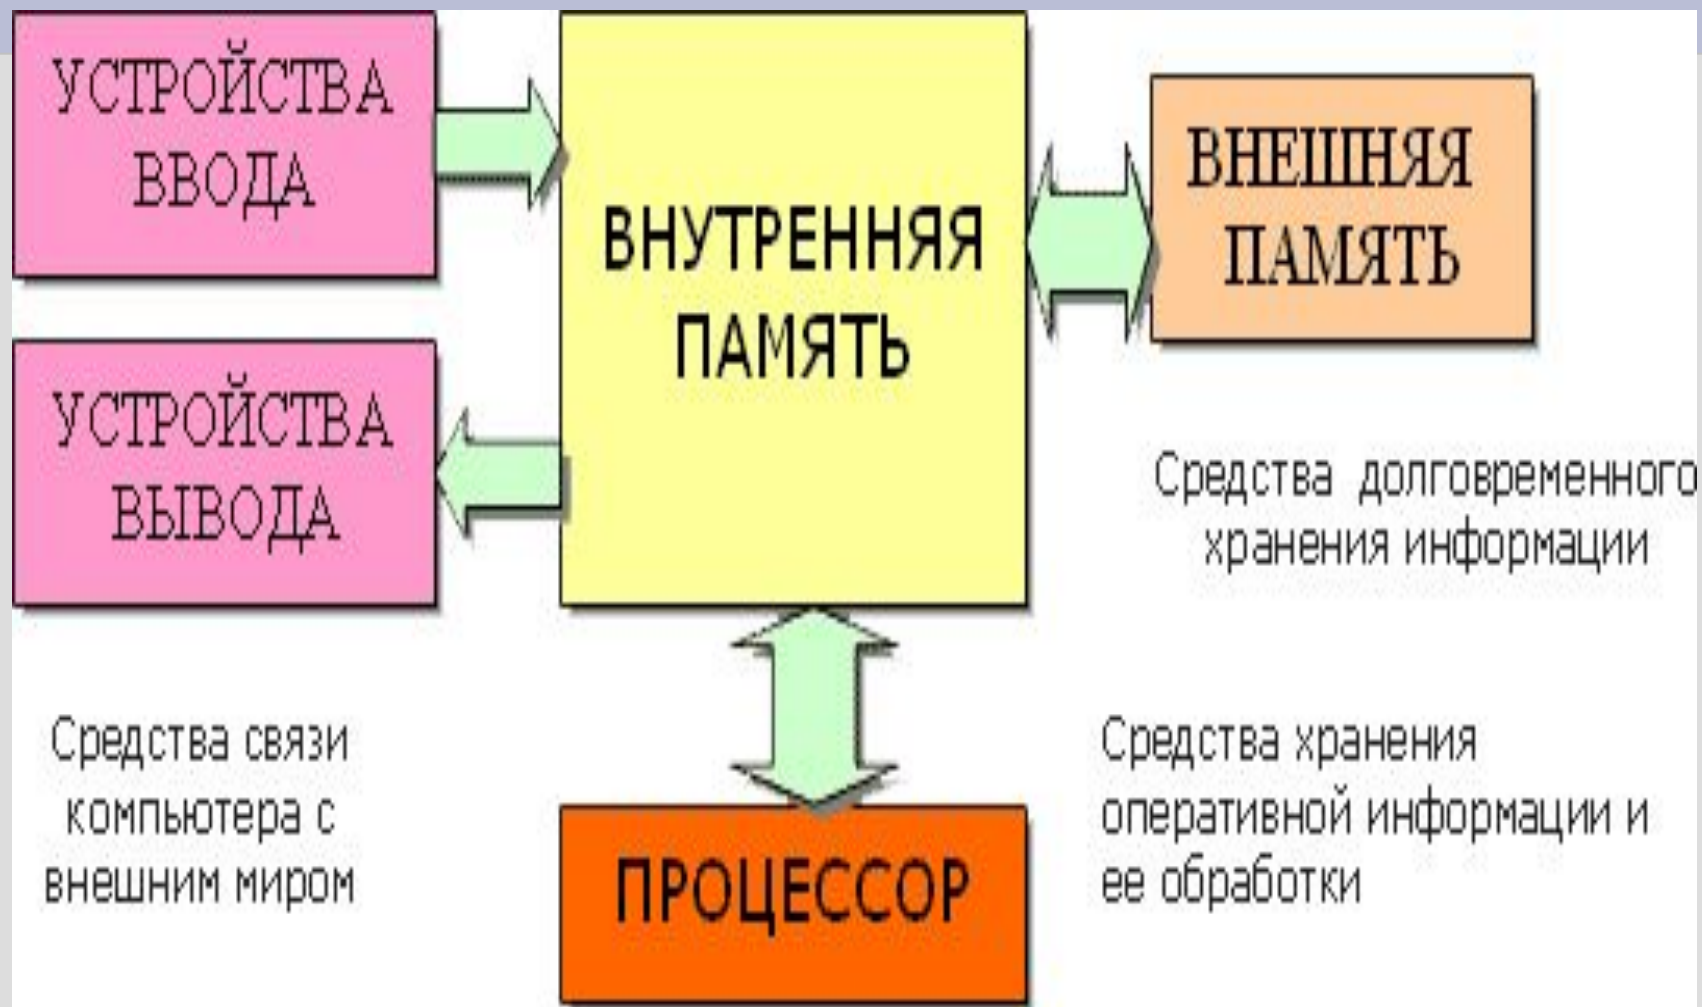 УСТРОЙСТВА
ВВОДА
УСТРОЙСТВА
ВЫВОДА
ВНУТРЕННЯЯ
ПАМЯТЬ
ВНЕШНЯЯ
ПАМЯТЬ
Средства долговременного
хранения информации
Средства связи
компьютера с
внешним миром
ПРОЦЕССОР
Средства хранения
оперативной информации и
ее обработки